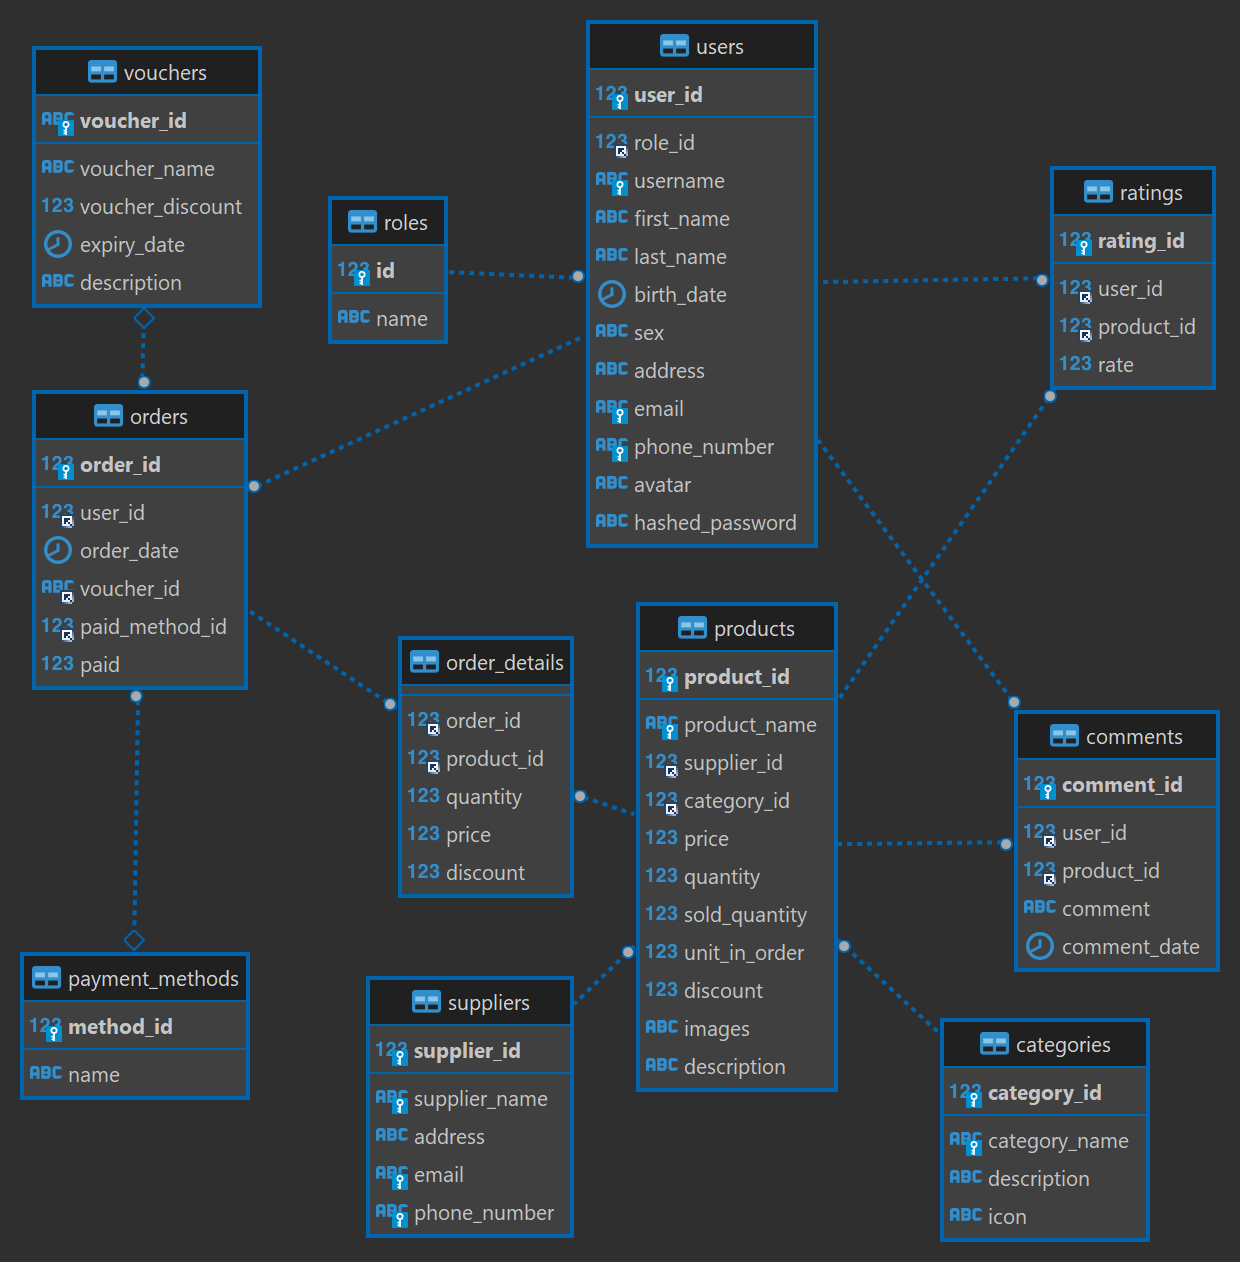 vouchers
ABC voucher_id
ABC voucher_name
123 voucher_discount
expiry_date
ABC description
roles
123 id
ABC name
users
123 user_id
123 role_id
ABC username
ABC first_name
ABC last_name
birth_date
ABC sex
ABC address
ABC email
ABC phone_number
ABC avatar
ABC hashed_password
ratings
123 rating_id
123 user_id
123 product_id
123 rate
orders
123 order_id
123 user_id
order_date
ABC voucher_id
123 paid_method_id
123 paid
order_details
123 order_id
123 product_id
123 quantity
123 price
123 discount
products
123 product_id
ABC product_name
123 supplier_id
123 category_id
123 price
123 quantity
123 sold_quantity
123 unit_in_order
123 discount
ABC images
ABC description
comments
123 comment_id
123 user_id
123 product_id
ABC comment
comment_date
payment_methods
123 method_id
ABC name
suppliers
123 supplier_id
ABC supplier_name
ABC address
ABC email
ABC phone_number
categories
123 category_id
ABC category_name
ABC description
ABC icon